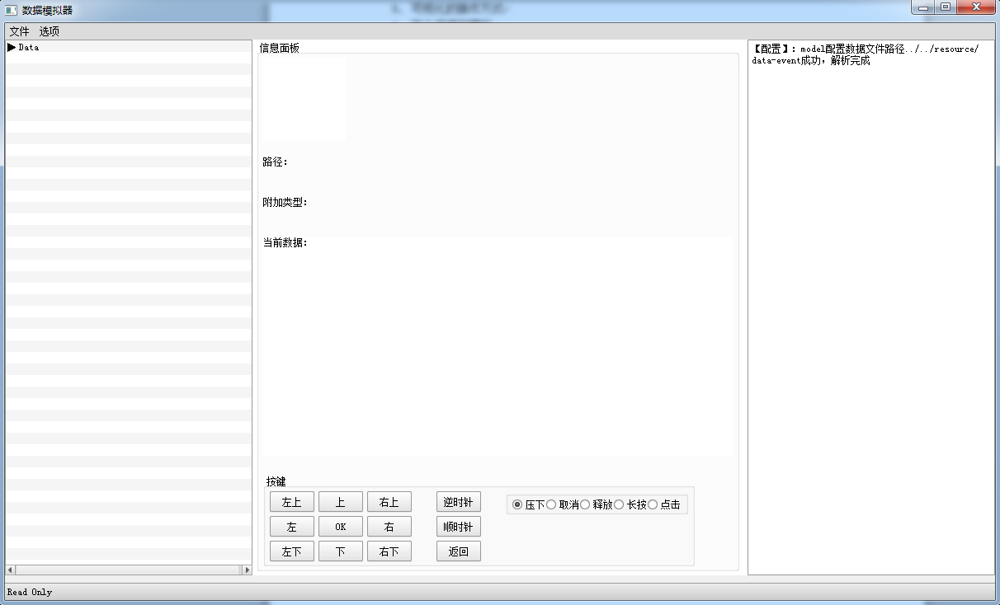 数据模拟器
文件 选项
Data
信息面板
路径:
附加类型:
当前数据:
按键
左上 上 右上 逆时针
左 OK 右 顺时针
左下 下 右下 返回
压下 取消 释放 长按 点击
【配置】: model配置数据文件路径../../resource/
data-event成功, 解析完成
Read Only